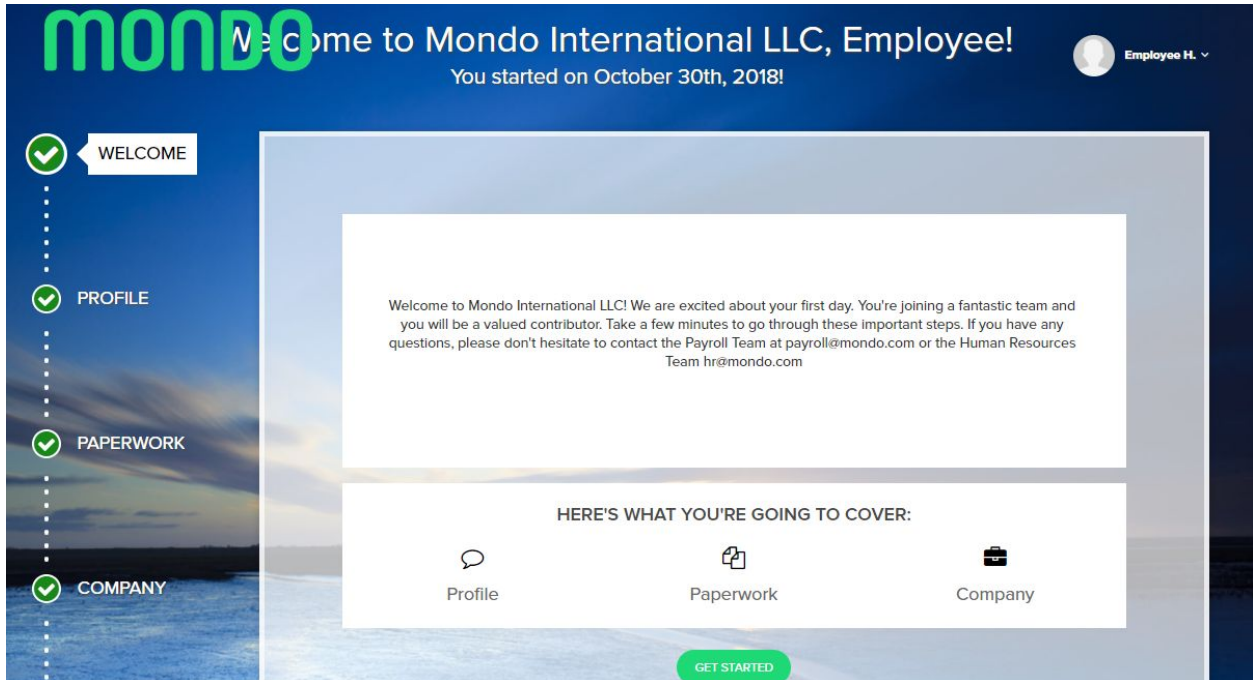 MONDO
Welcome to Mondo International LLC, Employee!
You started on October 30th, 2018!
Employee H.
WELCOME
PROFILE
PAPERWORK
COMPANY
Welcome to Mondo International LLC! We are excited about your first day. You're joining a fantastic team and
you will be a valued contributor. Take a few minutes to go through these important steps. If you have any
questions, please don't hesitate to contact the Payroll Team at payroll@mondo.com or the Human Resources
Team hr@mondo.com
HERE'S WHAT YOU'RE GOING TO COVER:
Profile
Paperwork
Company
GET STARTED